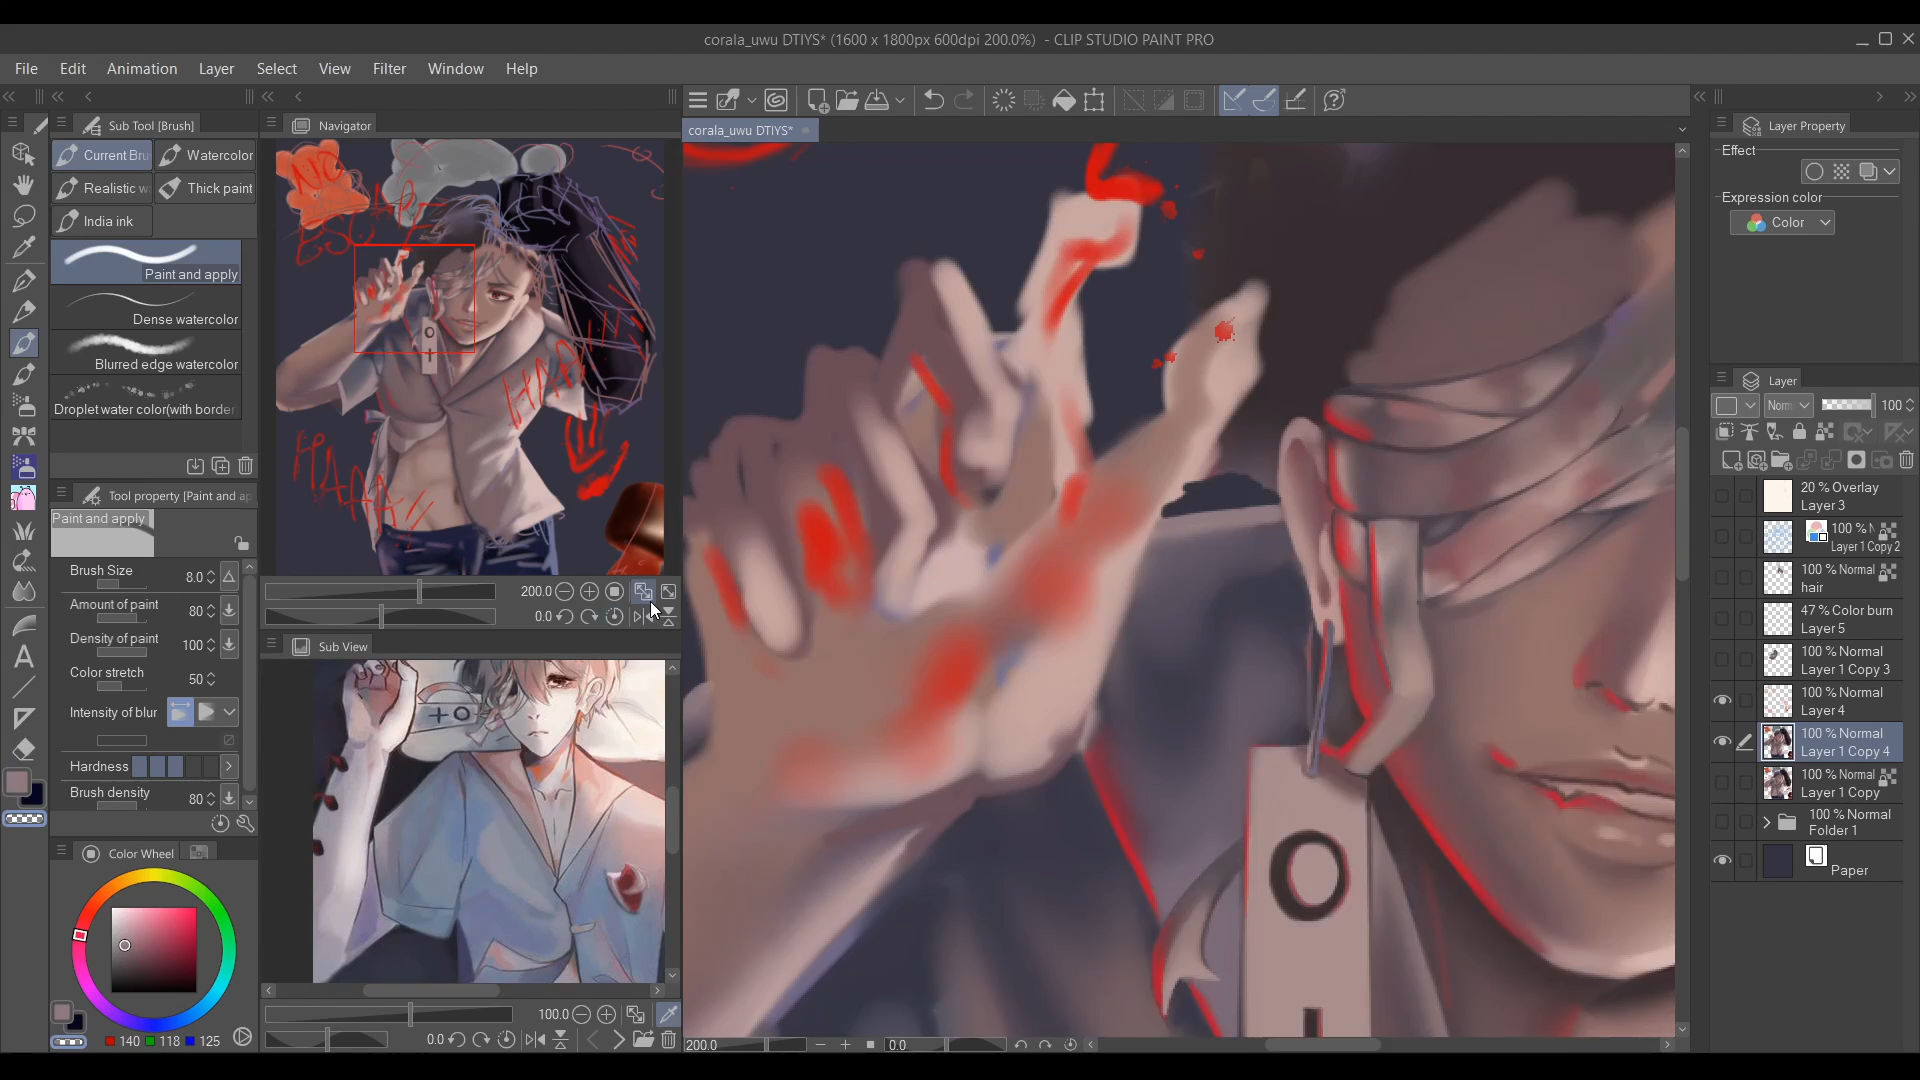 corala_uwu DTIYS* (1600 x 1800px 600dpi 200.0%) - CLIP STUDIO PAINT PRO
File Edit Animation Layer Select View Filter Window Help
Sub Tool [Brush]
Current Bru
Watercolor
Realistic w
Thick paint
India ink
Paint and apply
Dense watercolor
Blurred edge watercolor
Droplet water color(with border
Tool property [Paint and ap
Paint and apply
Brush Size 8.0
Amount of paint 80
Density of paint 100
Color stretch 50
Intensity of blur
Hardness
Brush density 80
Color Wheel
140 118 125
Navigator
200.0
0.0
Sub View
100.0
0.0
corala_uwu DTIYS*
200.0
0.0
Layer Property
Effect
Expression color
Color
Layer
Norm
100
20 % Overlay
Layer 3
100 % N
Layer 1 Copy 2
100 % Normal
hair
47 % Color burn
Layer 5
100 % Normal
Layer 1 Copy 3
100 % Normal
Layer 4
100 % Normal
Layer 1 Copy 4
100 % Normal
Layer 1 Copy
100 % Normal
Folder 1
Paper